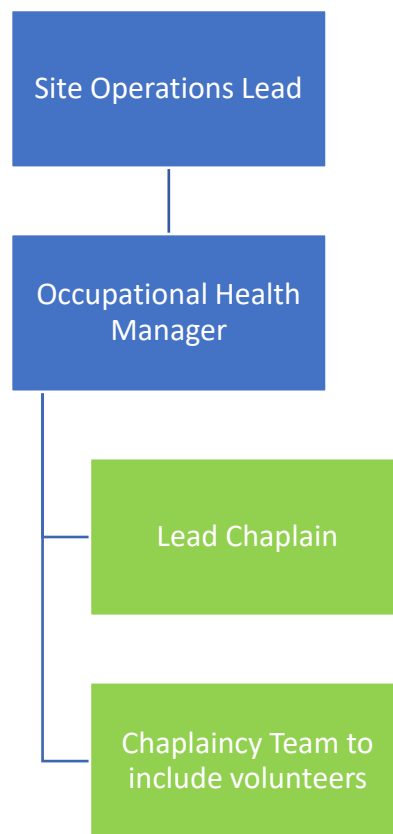 Site Operations Lead
Occupational Health
Manager
Lead Chaplain
Chaplaincy Team to
include volunteers